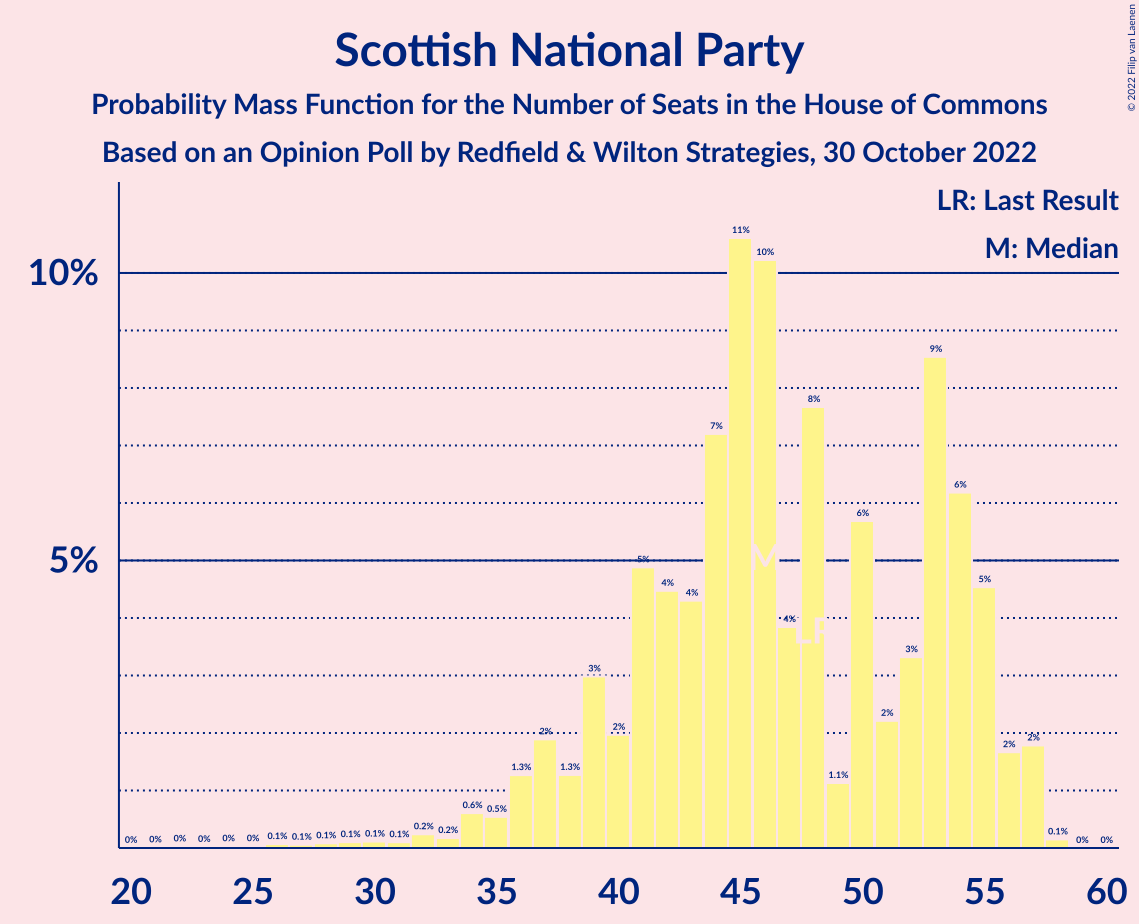 Scottish National Party
Probability Mass Function for the Number of Seats in the House of Commons
Based on an Opinion Poll by Redfield & Wilton Strategies, 30 October 2022
© 2022 Filip van Laenen
LR: Last Result
M: Median
10%
5%
0% 0% 0% 0% 0% 0% 0.1% 0.1% 0.1% 0.1% 0.1% 0.1% 0.2% 0.2% 0.6% 0.5% 1.3% 2% 1.3% 3% 2% 5% 4% 4% 7% 11% 10% 4% 8% 1.1% 6% 2% 3% 9% 6% 5% 2% 2% 0.1% 0% 0%
M
LR
20 25 30 35 40 45 50 55 60